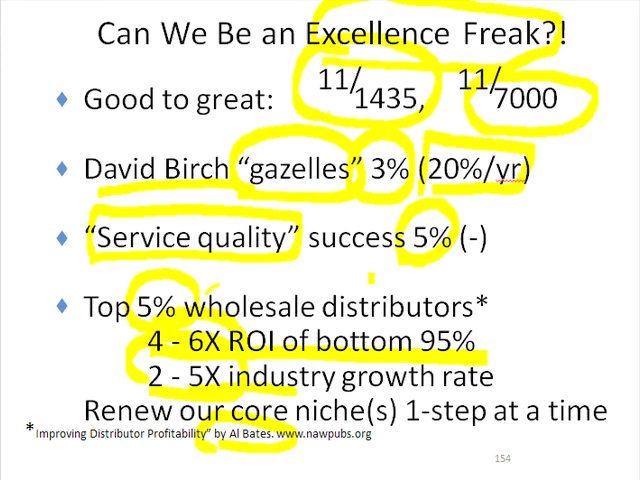 Can We Be an Excellence Freak?!
Good to great: 11/1435, 11/7000
David Birch “gazelles” 3% (20%/yr)
“Service quality” success 5% (-)
Top 5% wholesale distributors*
4 - 6X ROI of bottom 95%
2 - 5X industry growth rate
Renew our core niche(s) 1-step at a time
*Improving Distributor Profitability” by Al Bates. www.nawpubs.org
154